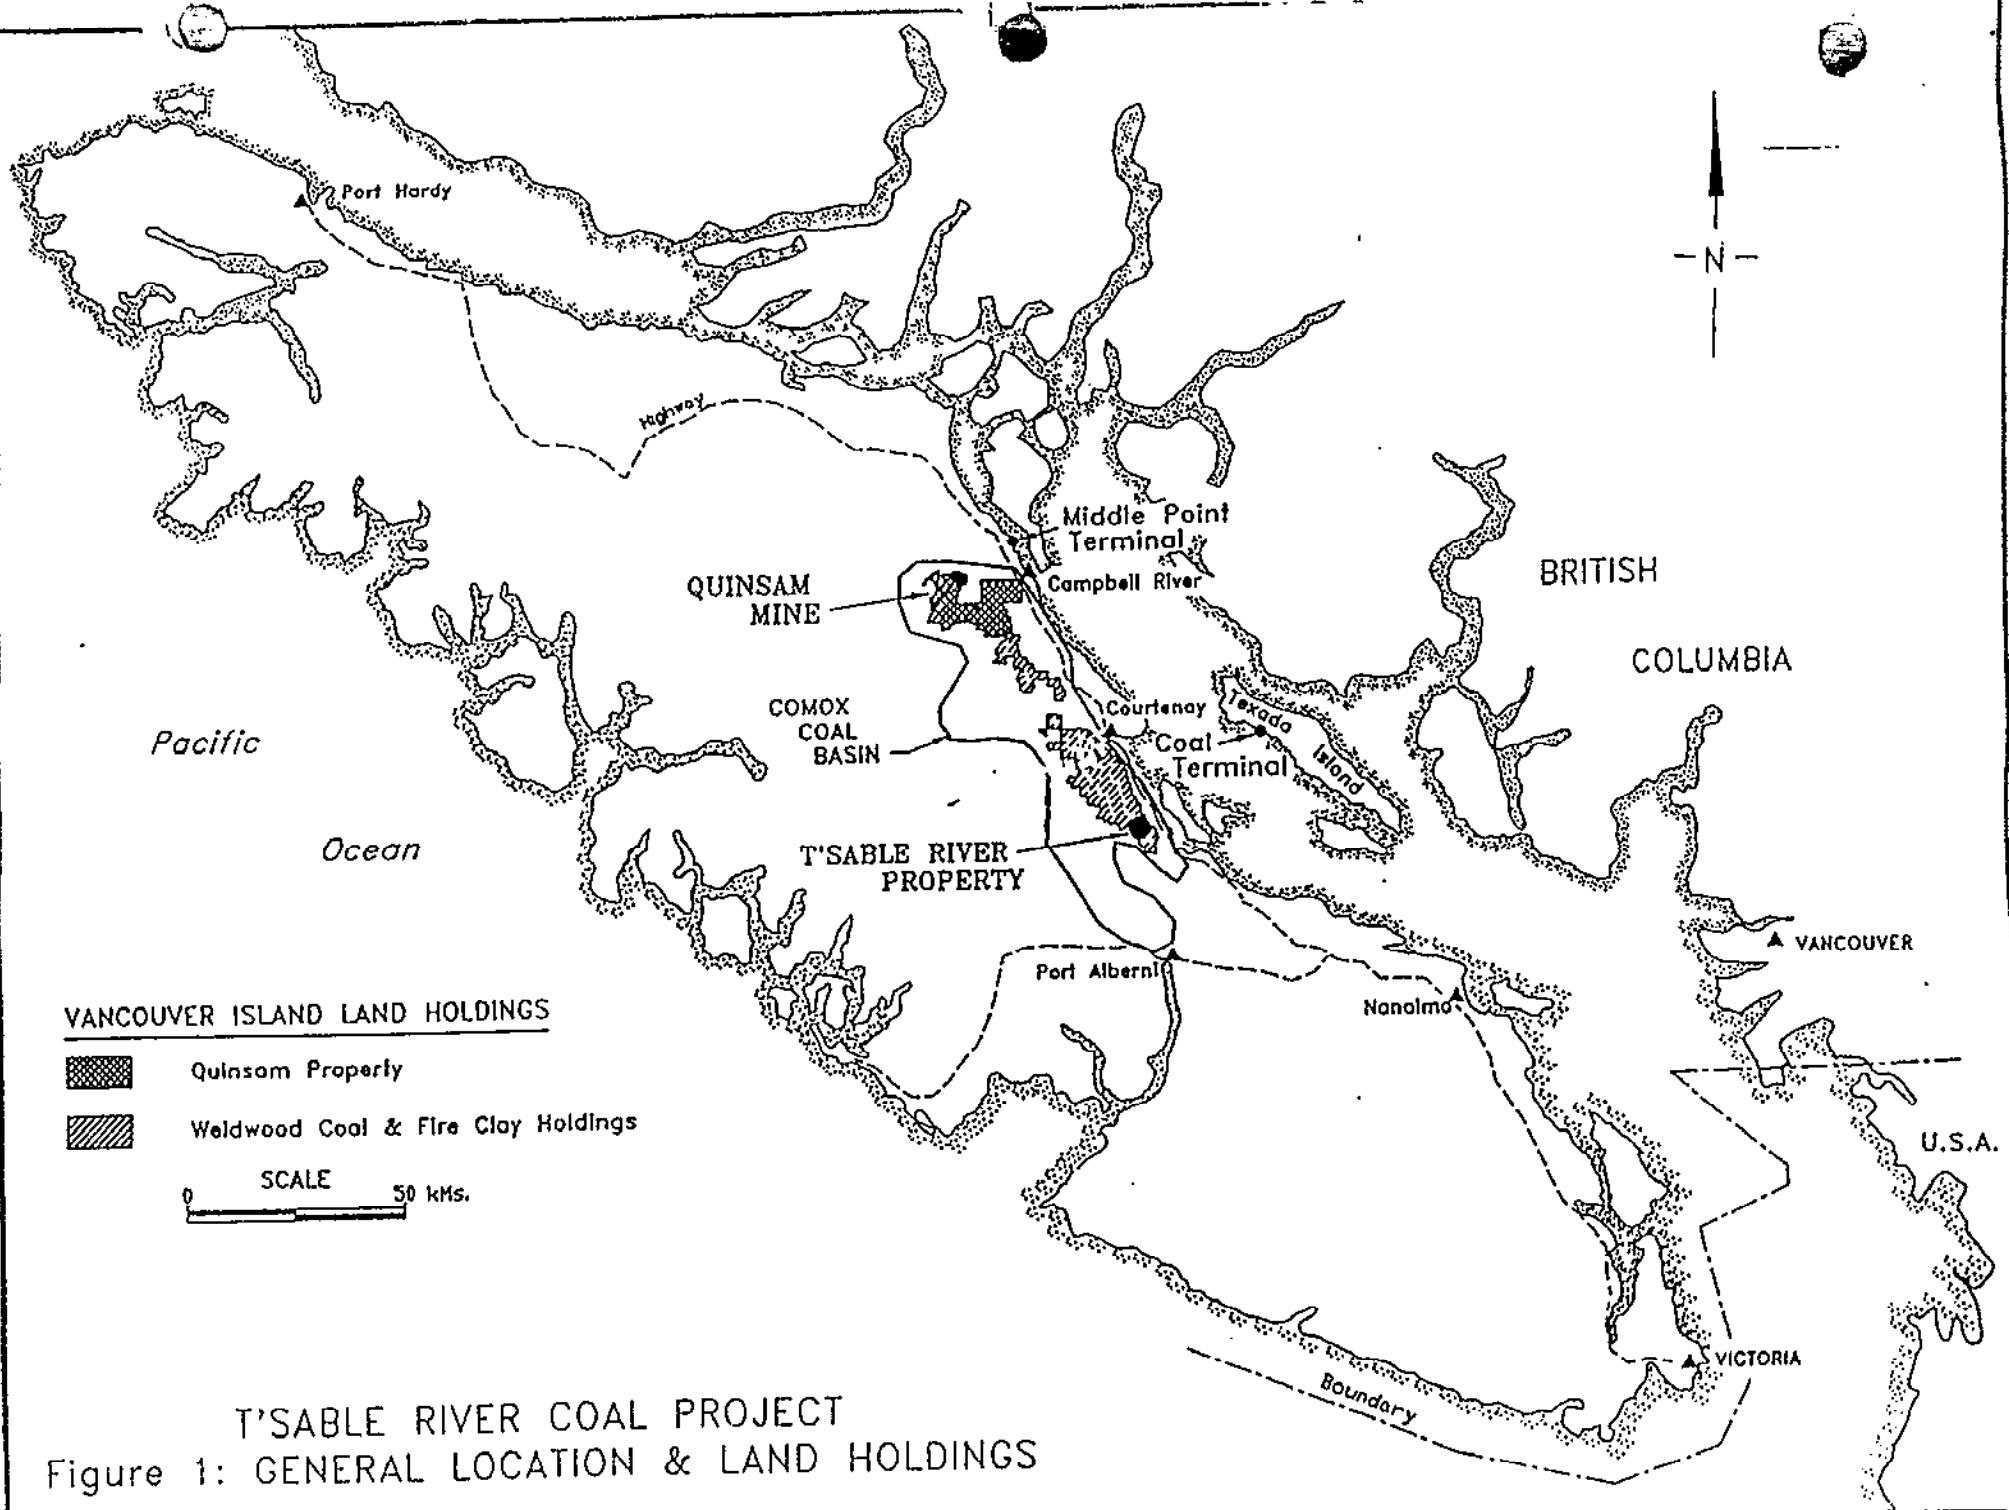 Port Hardy
- N -
Highway
Middle Point
Terminal
Campbell River
QUINSAM
MINE
BRITISH
COLUMBIA
COMOX
COAL
BASIN
Courtenay
Texada
Island
Coal
Terminal
Pacific
Ocean
T'SABLE RIVER
PROPERTY
Port Alberni
Nanaimo
VANCOUVER
VANCOUVER ISLAND LAND HOLDINGS
Quinsam Property
Weldwood Coal & Fire Clay Holdings
SCALE
0 50 kMs.
U.S.A.
VICTORIA
Boundary
T'SABLE RIVER COAL PROJECT
Figure 1: GENERAL LOCATION & LAND HOLDINGS